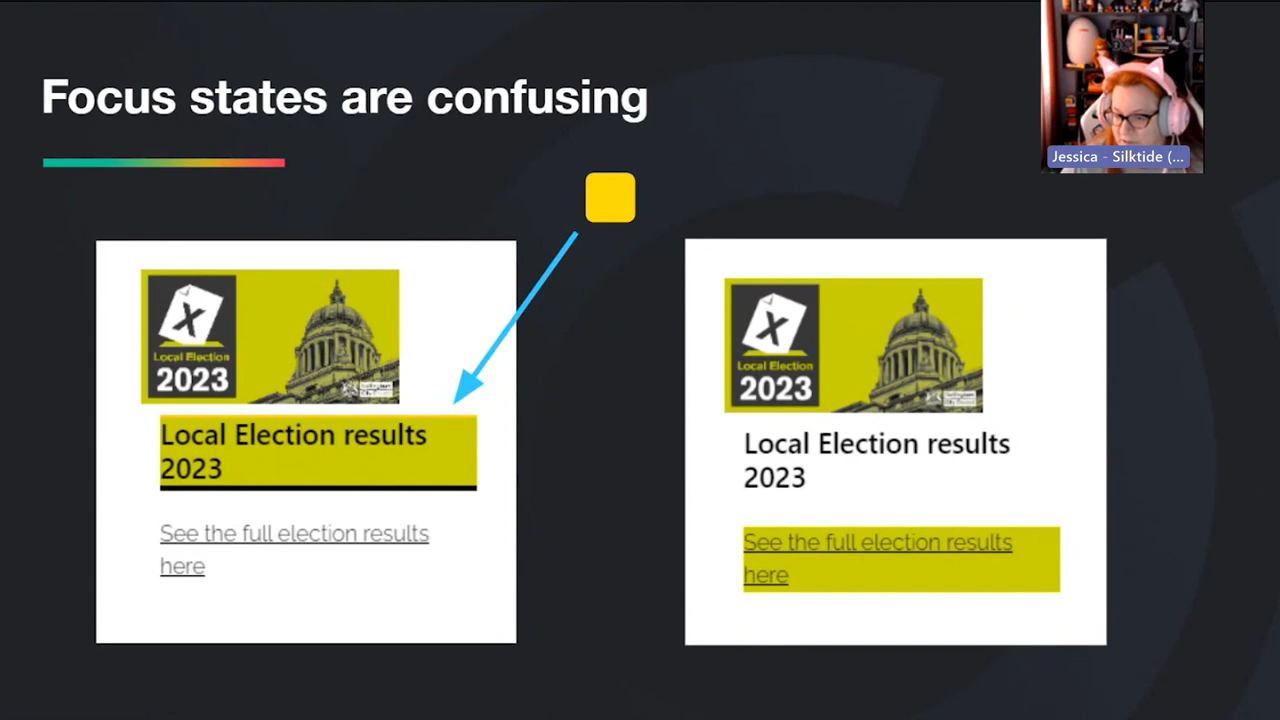 Focus states are confusing
Jessica - Silktide (...
X
Local Election
2023
Local Election results
2023
See the full election results
here
X
Local Election
2023
Local Election results
2023
See the full election results
here